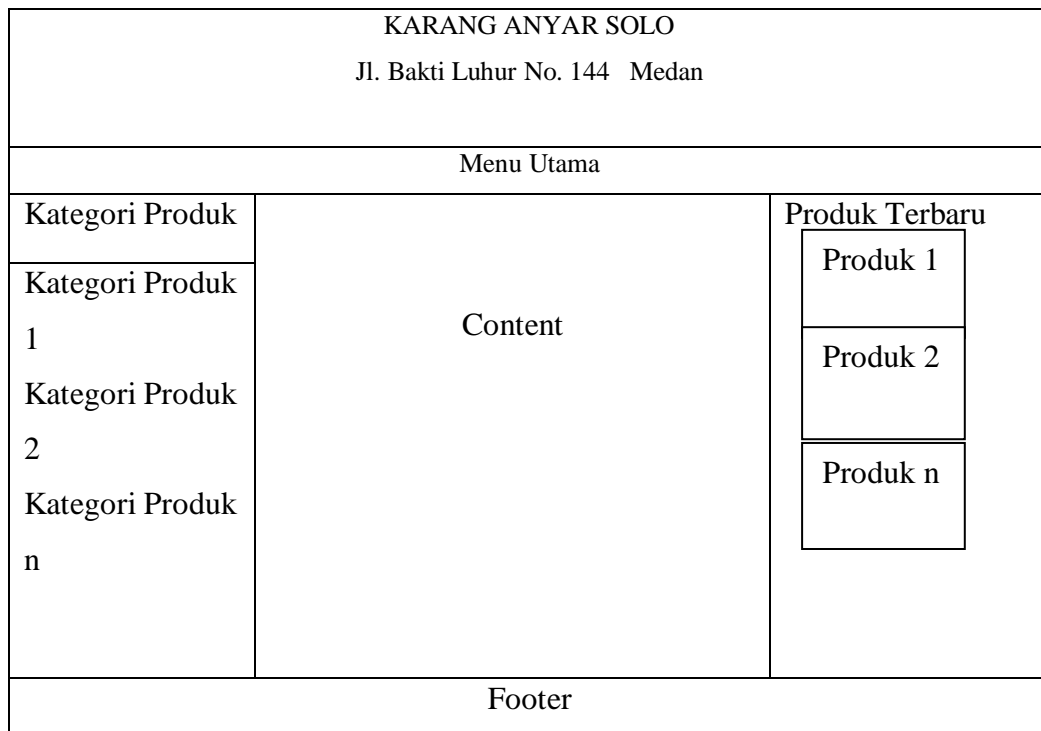 KARANG ANYAR SOLO
Jl. Bakti Luhur No. 144 Medan
Menu Utama
Kategori Produk
Kategori Produk
1
Kategori Produk
2
Kategori Produk
n
Content
Produk Terbaru
Produk 1
Produk 2
Produk n
Footer